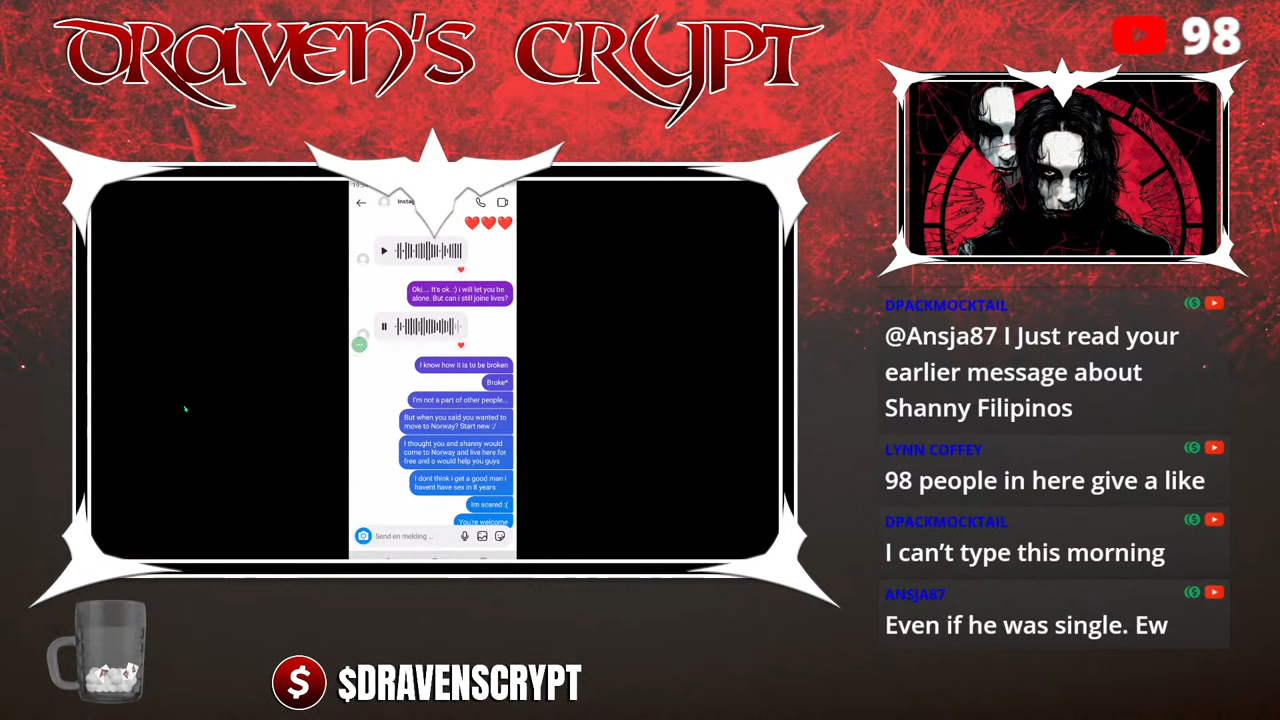 DRAVEN'S CRYPT
98
Oki.... It's ok. :) i will let you be
alone. But can i still joine lives?
I know how it is to be broken
Broke*
I'm not a part of other people...
But when you said you wanted to
move to Norway? Start new :/
I thought you and shanny would
come to Norway and live here for
free and o would help you guys
I dont think i get a good man i
havent have sex in 8 years
Im scared :(
You're welcome
Send en melding ...
DPACKMOCKTAIL
@Ansja87 I Just read your
earlier message about
Shanny Filipinos
LYNN COFFEY
98 people in here give a like
DPACKMOCKTAIL
I can’t type this morning
ANSJA87
Even if he was single. Ew
$
$DRAVENSCRYPT